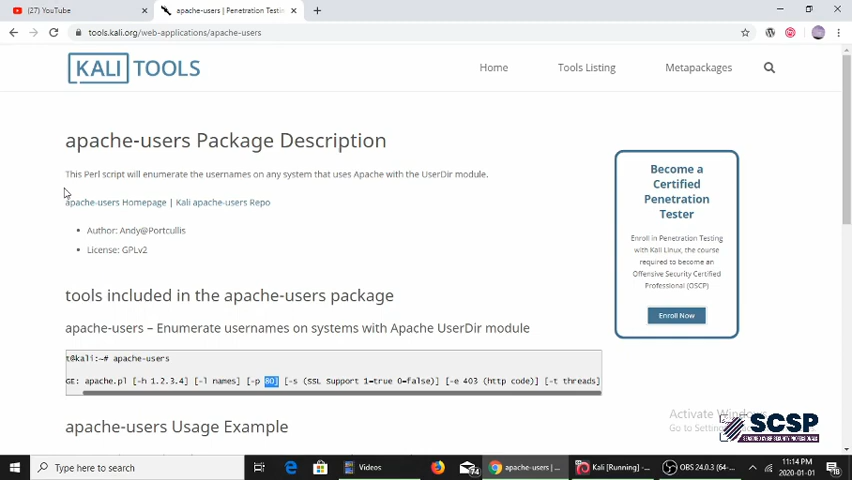 (27) YouTube
apache-users | Penetration Testin
tools.kali.org/web-applications/apache-users
KALI TOOLS
Home
Tools Listing
Metapackages
apache-users Package Description
This Perl script will enumerate the usernames on any system that uses Apache with the UserDir module.
apache-users Homepage | Kali apache-users Repo
Author: Andy@Portcullis
License: GPLv2
Become a
Certified
Penetration
Tester
Enroll in Penetration Testing
with Kali Linux, the course
required to become an
Offensive Security Certified
Professional (OSCP)
Enroll Now
tools included in the apache-users package
apache-users – Enumerate usernames on systems with Apache UserDir module
t@kali:~# apache-users
GE: apache.pl [-h 1.2.3.4] [-l names] [-p 80] [-s (SSL Support 1=true 0=false)] [-e 403 (http code)] [-t threads]
apache-users Usage Example
Activate Windows
Go to Settings
SCSP
Type here to search
Videos
74
apache-users | ...
Kali [Running] - ...
OBS 24.0.3 (64-...
11:14 PM
2020-01-01
18